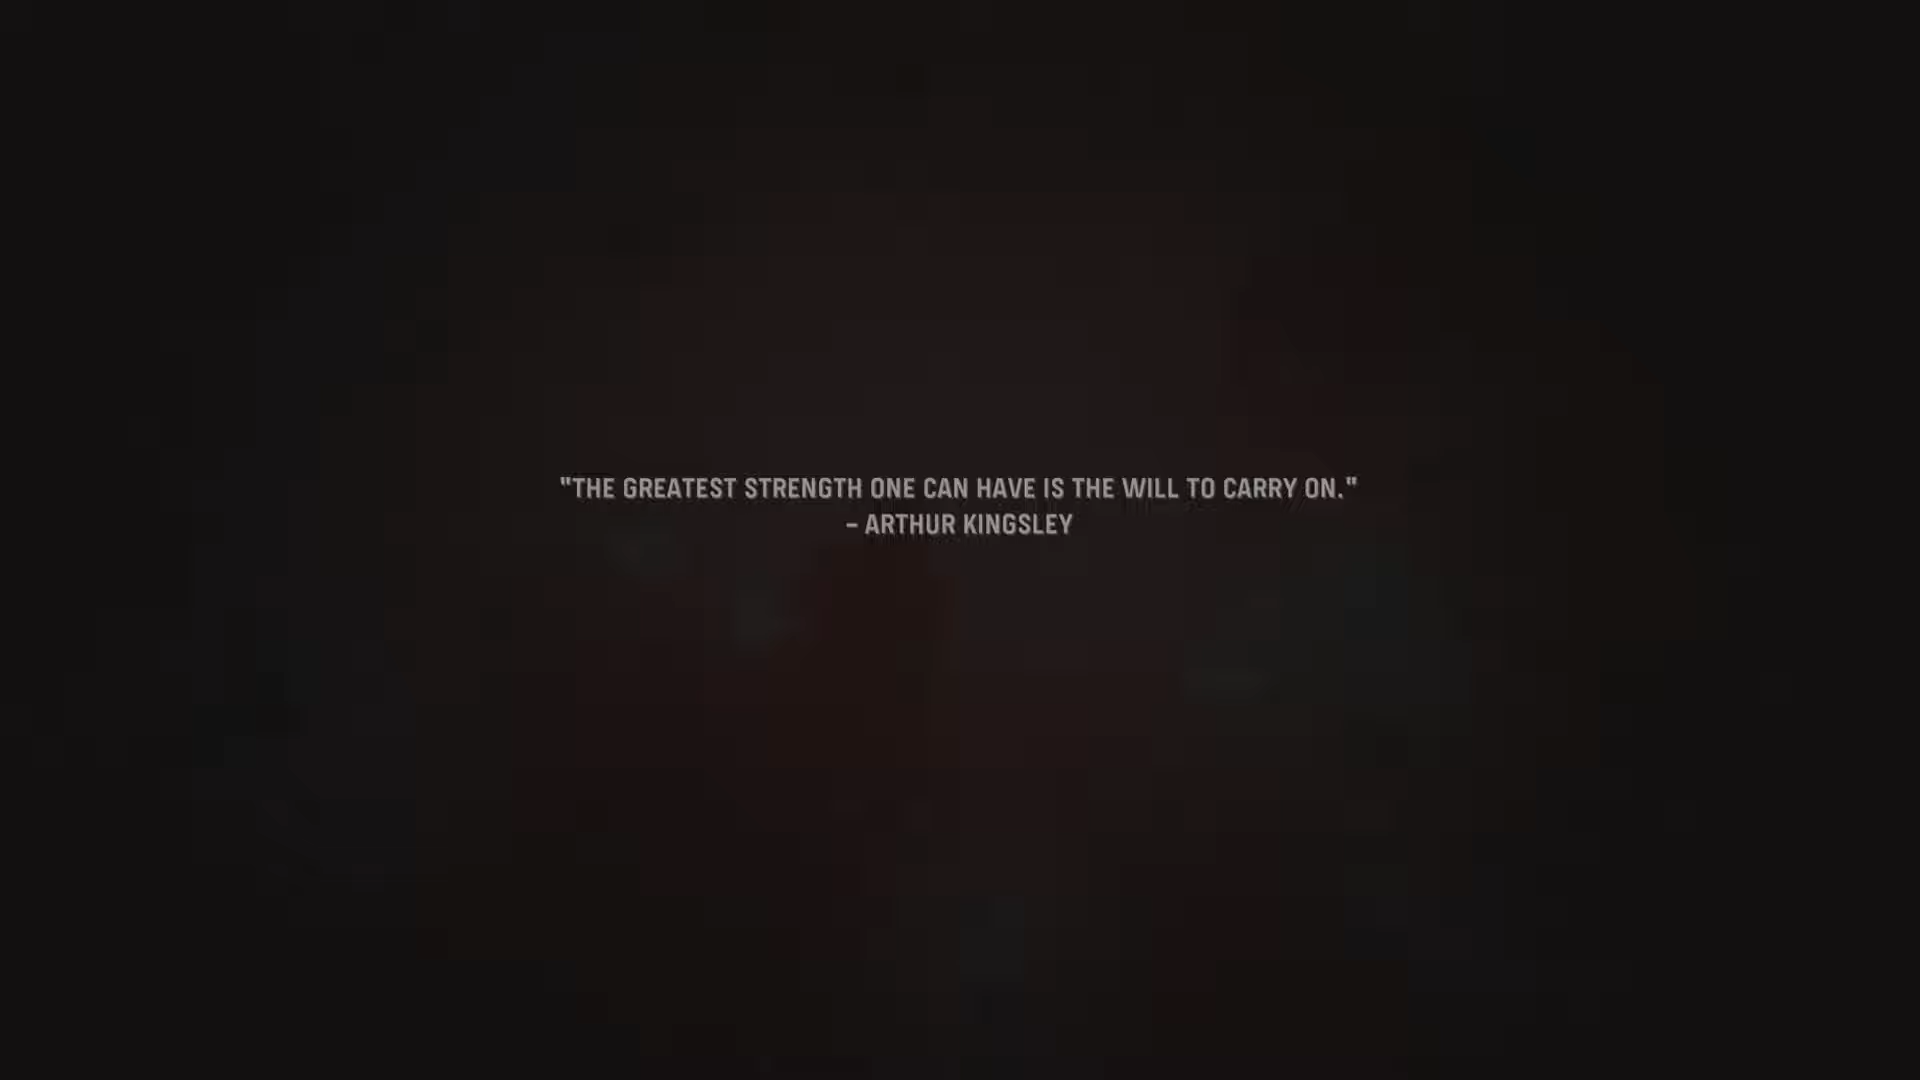 "THE GREATEST STRENGTH ONE CAN HAVE IS THE WILL TO CARRY ON."
– ARTHUR KINGSLEY